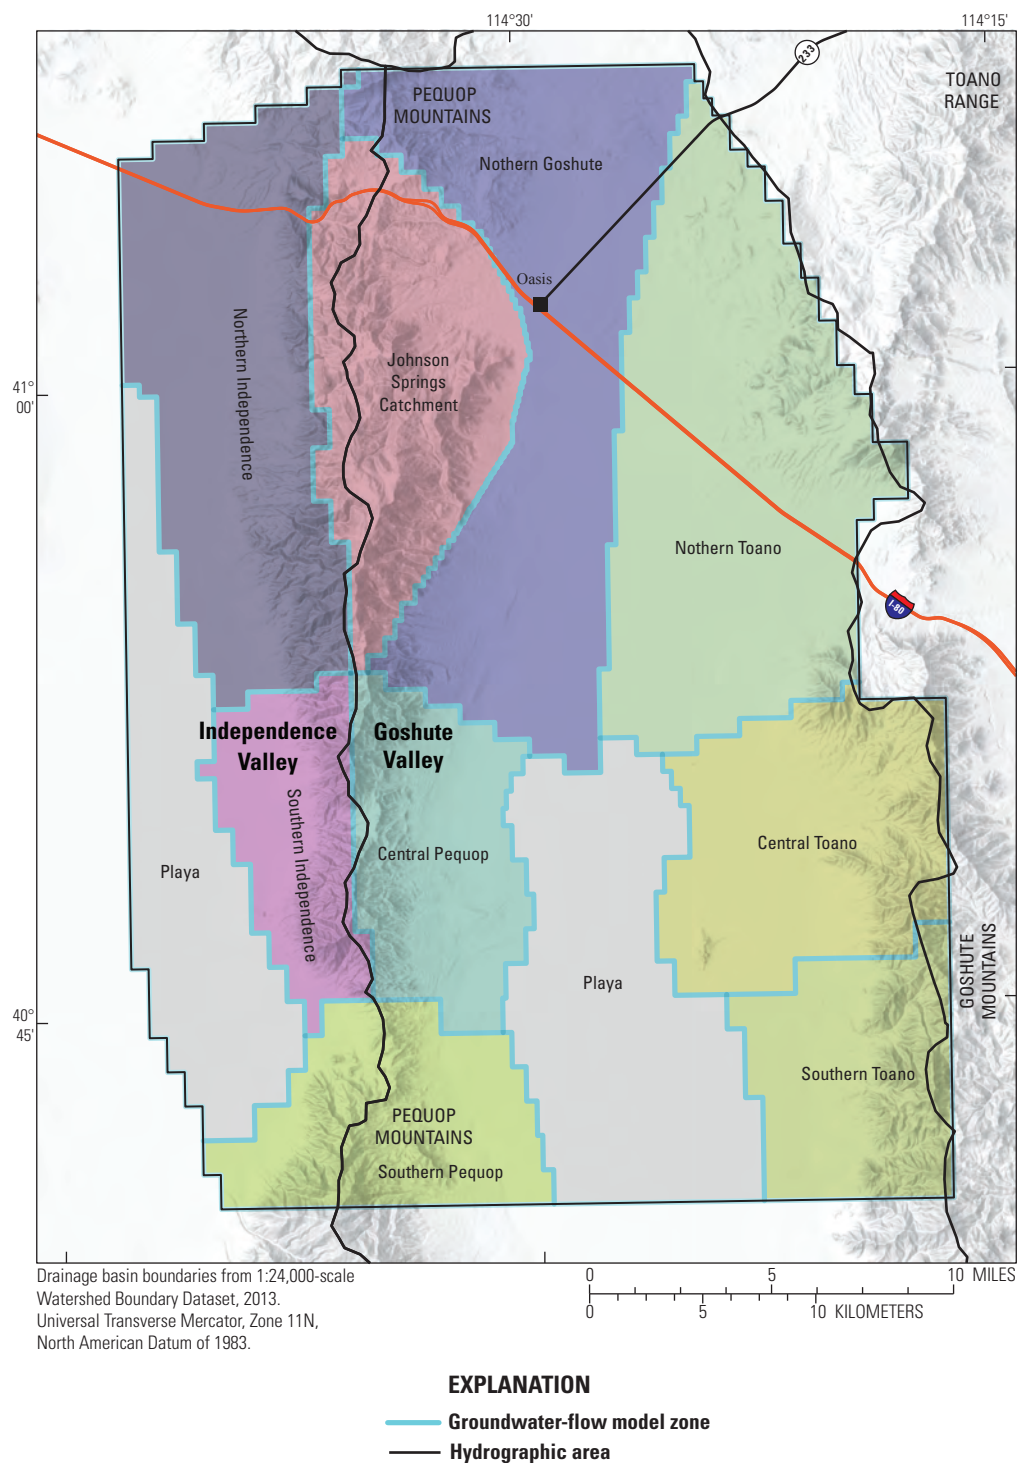 114°30'
114°15'
233
TOANO
RANGE
PEQUOP
MOUNTAINS
Nothern Goshute
Oasis
Northern Independence
Johnson
Springs
Catchment
41°
00'
Nothern Toano
I-80
Independence
Valley
Goshute
Valley
Southern Independence
Central Pequop
Central Toano
Playa
Playa
GOSHUTE
MOUNTAINS
40°
45'
Southern Toano
PEQUOP
MOUNTAINS
Southern Pequop
Drainage basin boundaries from 1:24,000-scale
Watershed Boundary Dataset, 2013.
Universal Transverse Mercator, Zone 11N,
North American Datum of 1983.
0 5 10 MILES
0 5 10 KILOMETERS
EXPLANATION
Groundwater-flow model zone
Hydrographic area